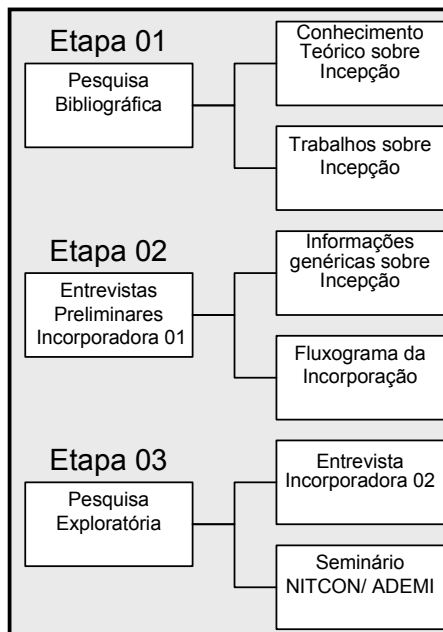 Etapa 01
Pesquisa
Bibliográfica
Conhecimento
Teórico sobre
Incepção
Trabalhos sobre
Incepção
Etapa 02
Entrevistas
Preliminares
Incorporadora 01
Informações
genéricas sobre
Incepção
Fluxograma da
Incorporação
Etapa 03
Pesquisa
Exploratória
Entrevista
Incorporadora 02
Seminário
NITCON/ ADEMI